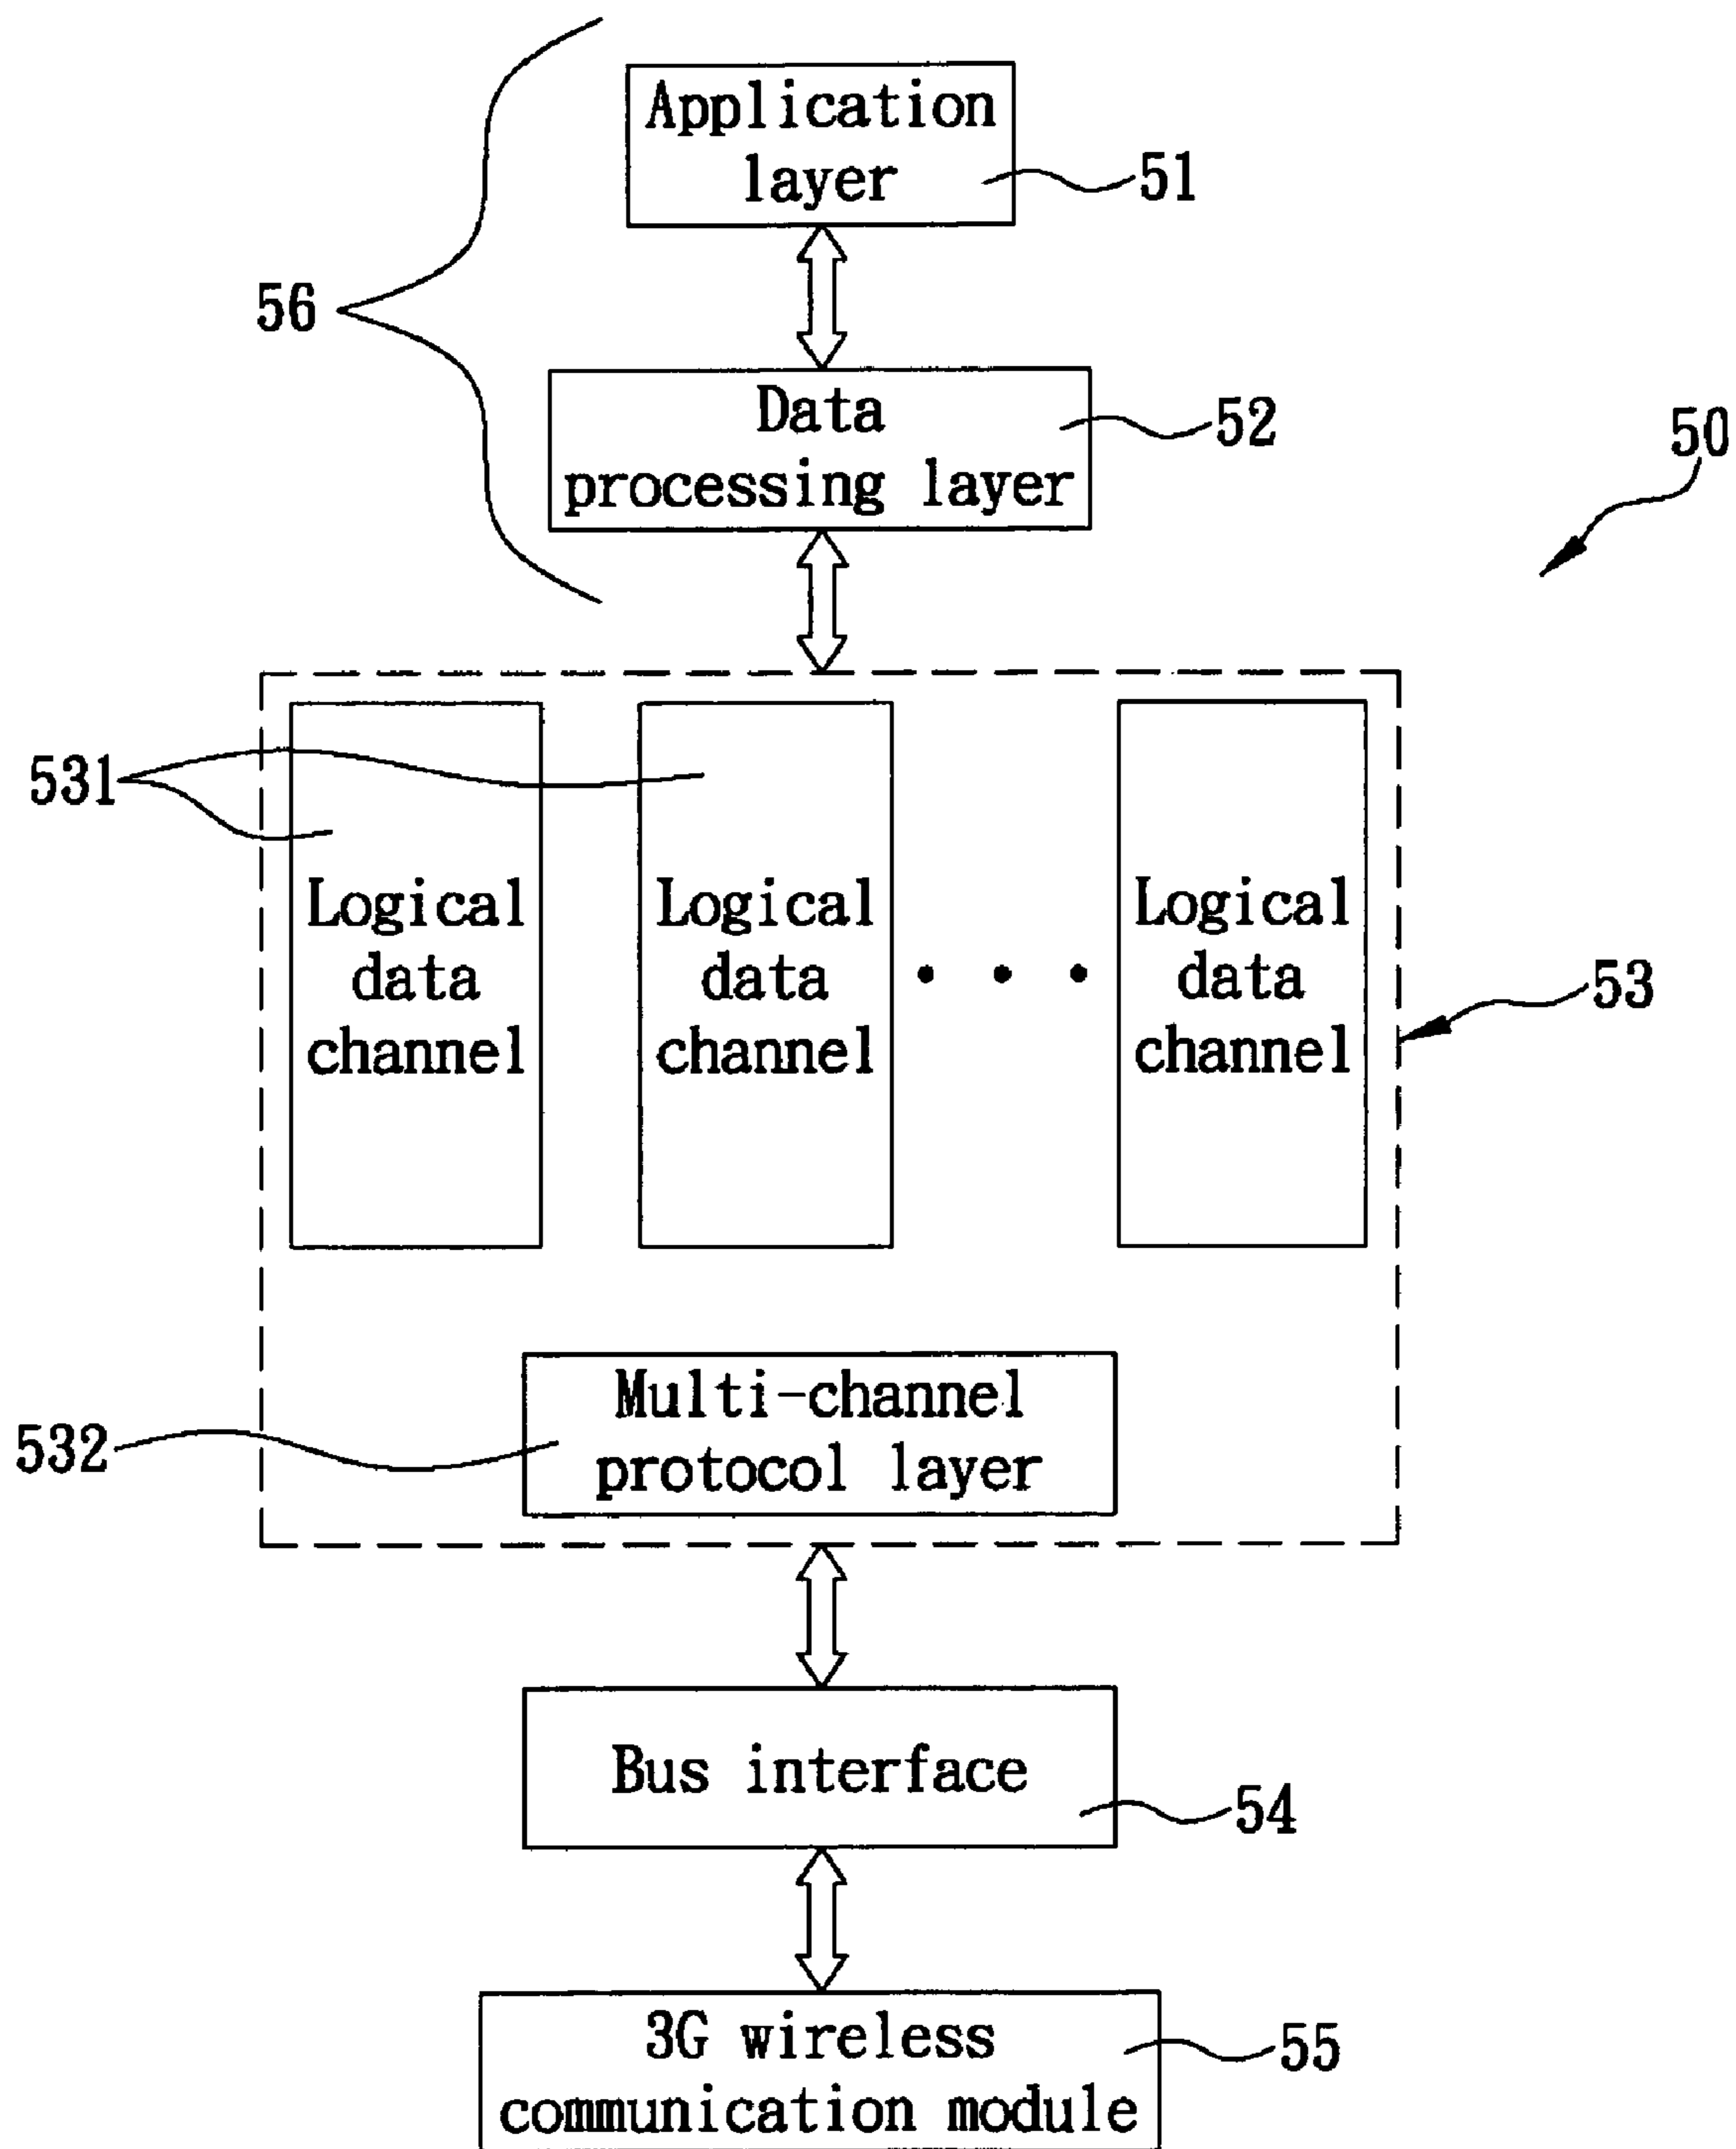 Application
layer
51
56
Data
processing layer
52
50
531
Logical
data
channel
Logical
data
channel
• • •
Logical
data
channel
53
Multi-channel
protocol layer
532
Bus interface
54
3G wireless
communication module
55